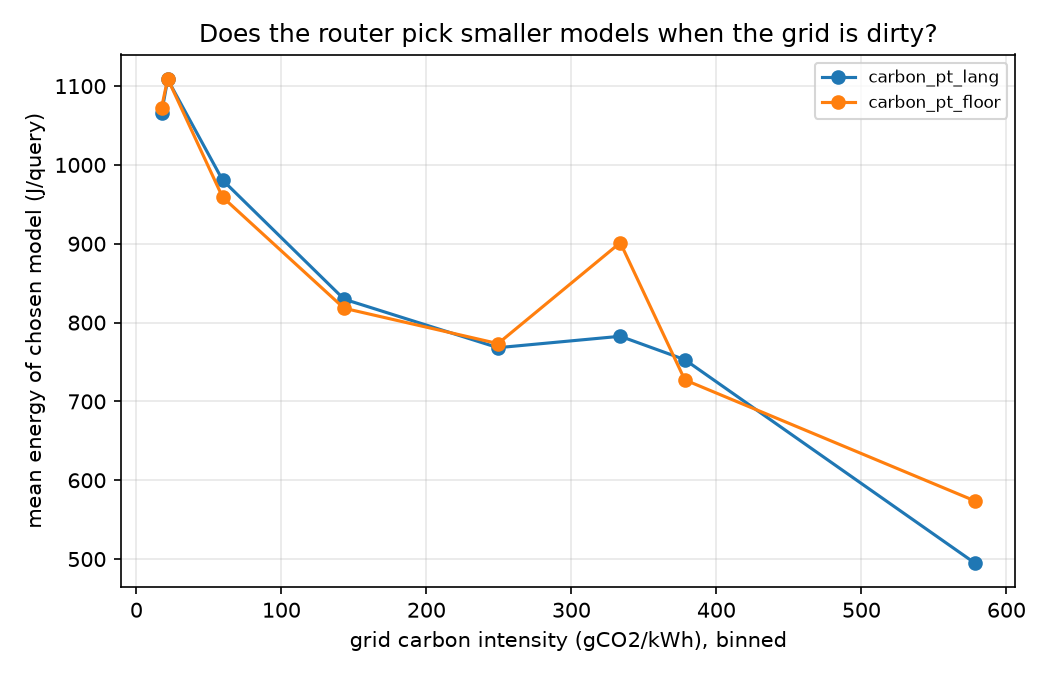 Does the router pick smaller models when the grid is dirty?
carbon_pt_lang
carbon_pt_floor
mean energy of chosen model (J/query)
1100
1000
900
800
700
600
500
0 100 200 300 400 500 600
grid carbon intensity (gCO2/kWh), binned